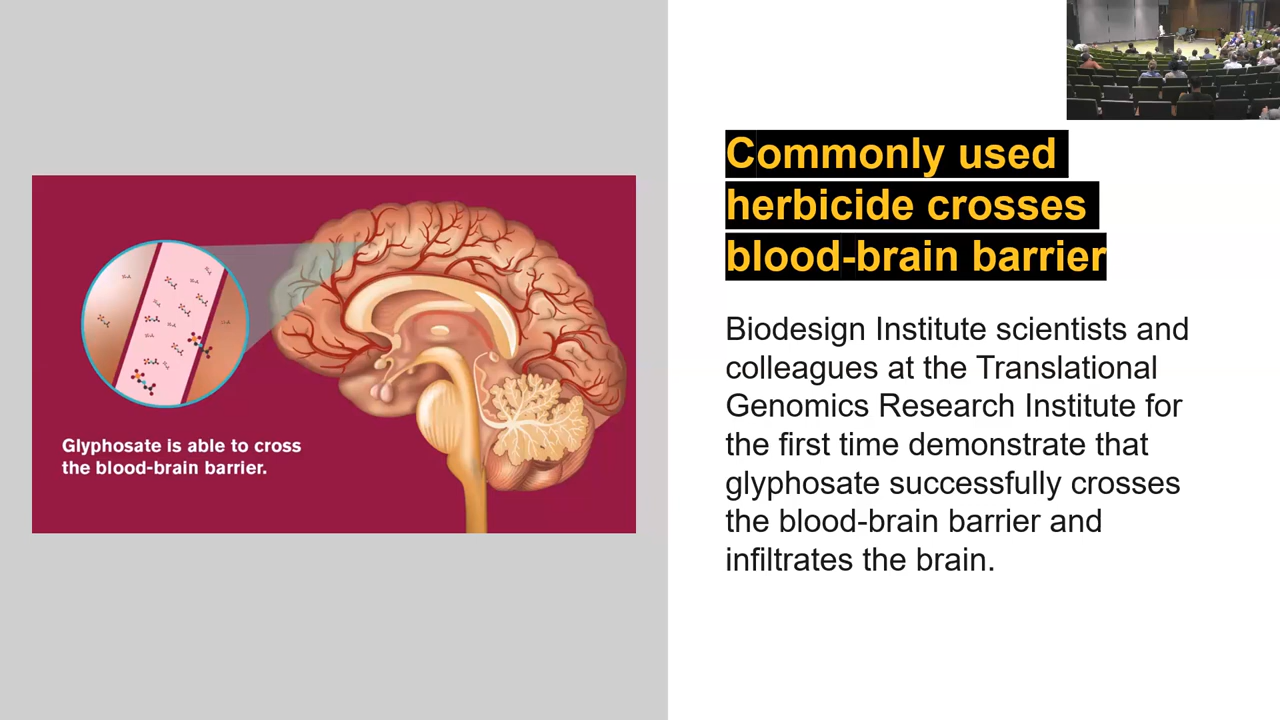 Commonly used
herbicide crosses
blood-brain barrier
Glyphosate is able to cross
the blood-brain barrier.
Biodesign Institute scientists and
colleagues at the Translational
Genomics Research Institute for
the first time demonstrate that
glyphosate successfully crosses
the blood-brain barrier and
infiltrates the brain.